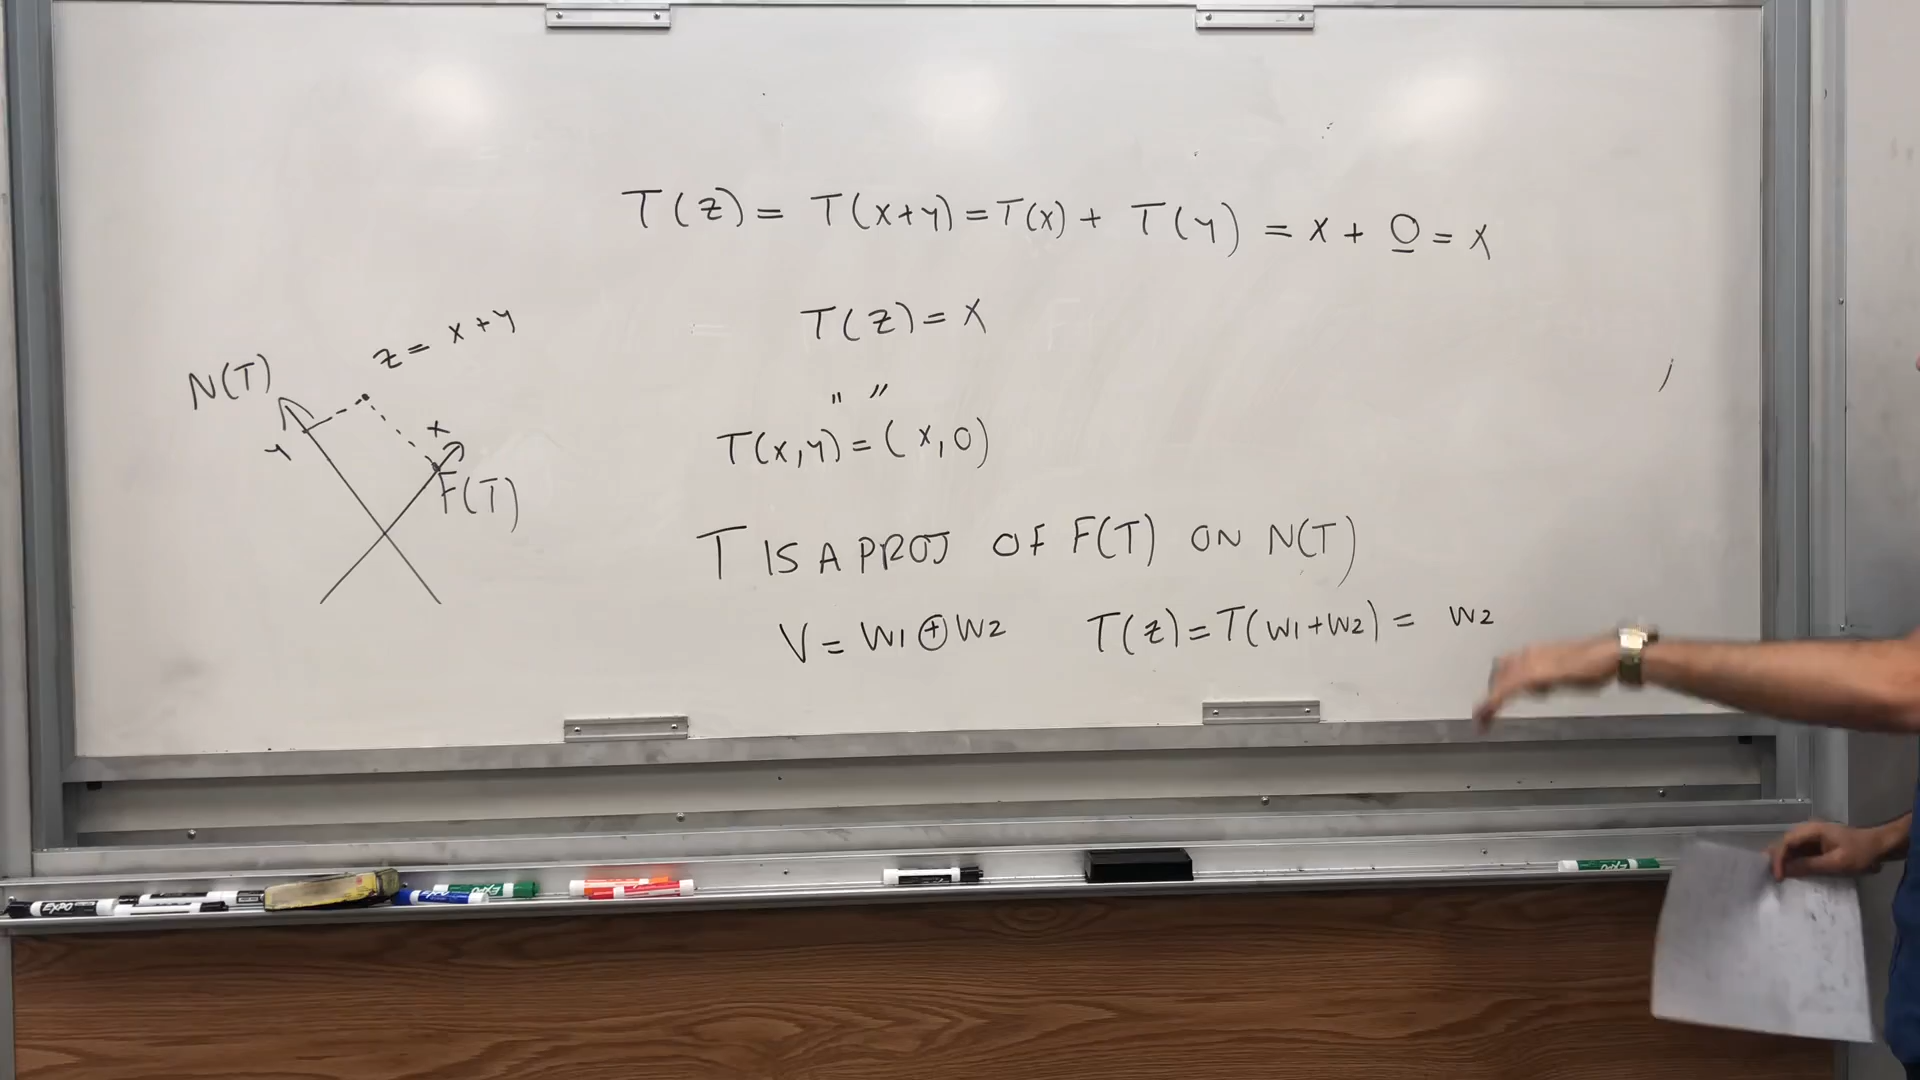 T(z) = T(x+y) = T(x) + T(y) = x + 0 = x
T(z) = x
" "
T(x,y) = (x,0)
T IS A PROJ OF F(T) ON N(T)
V = W1 ⊕ W2 T(z) = T(W1+W2) = W2
z = x+y
N(T)
x
y
F(T)
EXPO
EXPO
EXPO